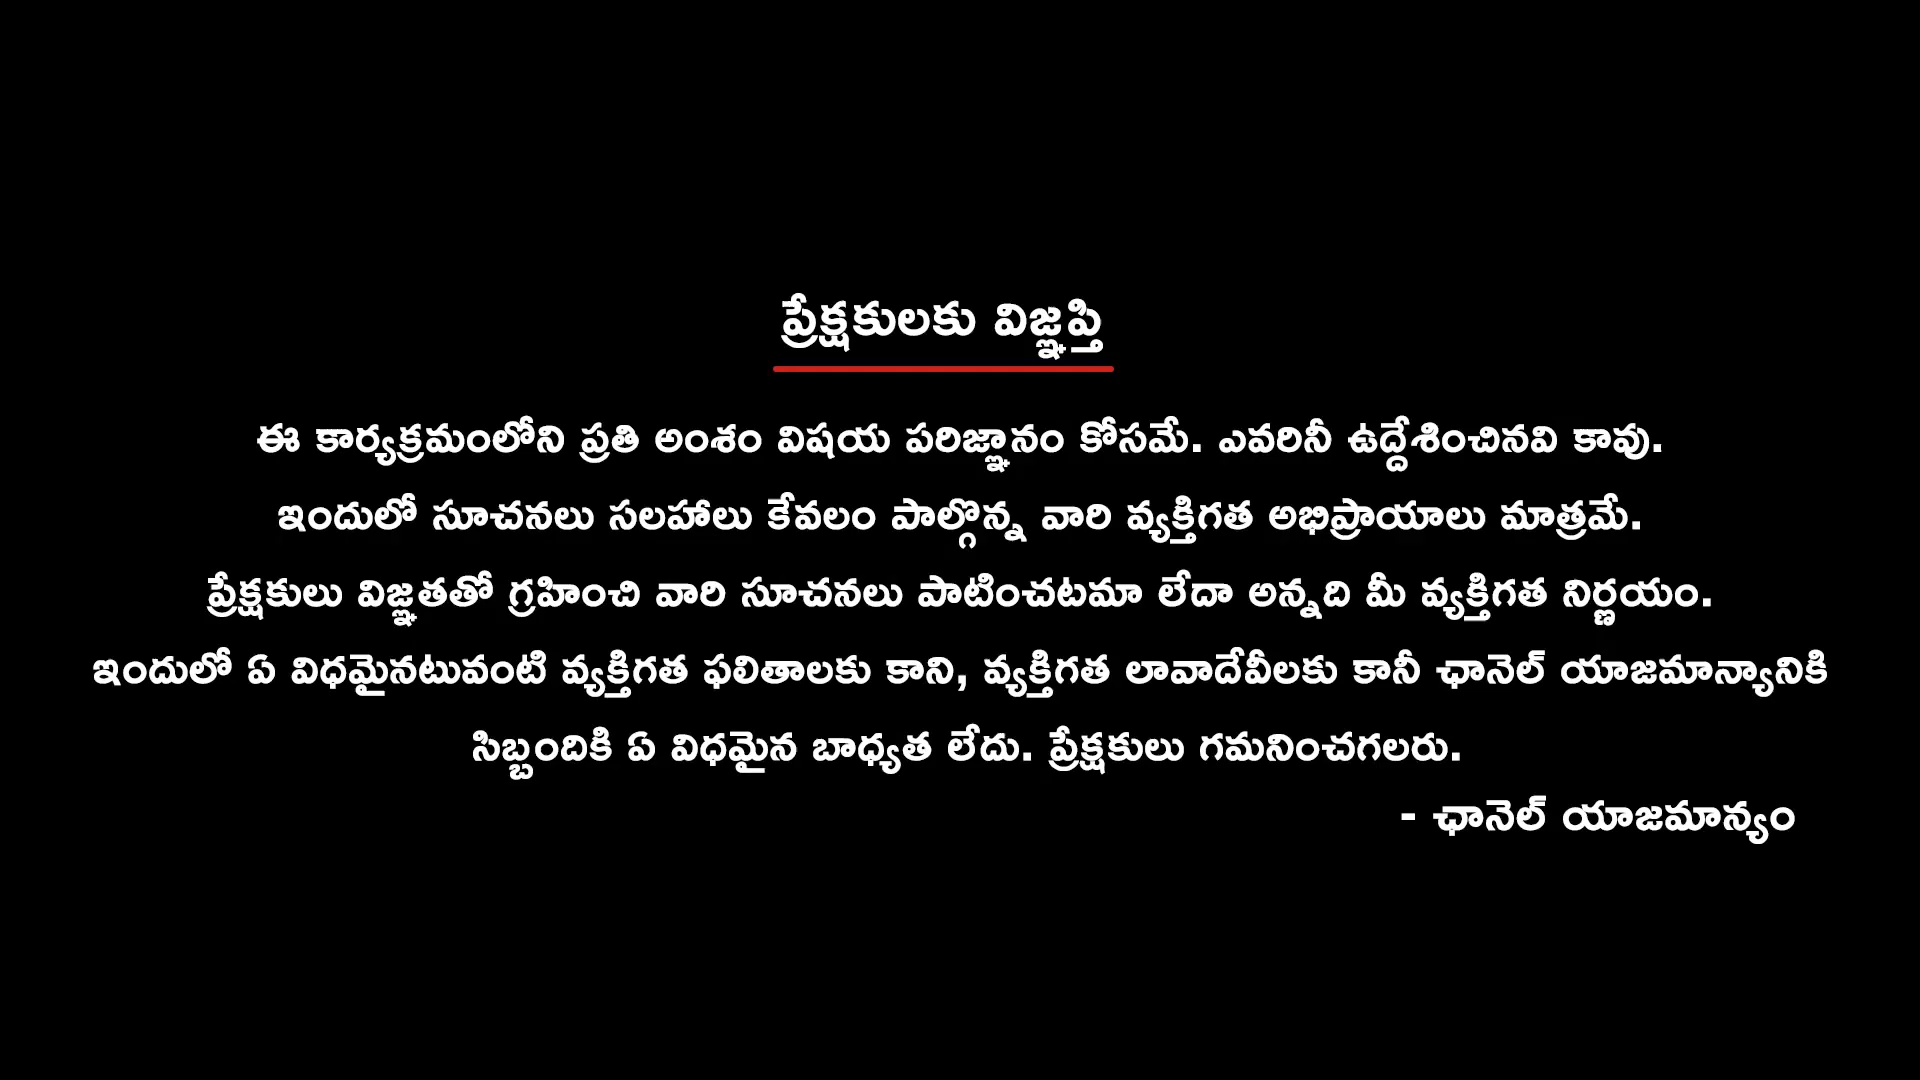 ప్రేక్షకులకు విజ్ఞప్తి
ఈ కార్యక్రమంలోని ప్రతి అంశం విషయ పరిజ్ఞానం కోసమే. ఎవరినీ ఉద్దేశించినవి కావు.
ఇందులో సూచనలు సలహాలు కేవలం పాల్గొన్న వారి వ్యక్తిగత అభిప్రాయాలు మాత్రమే.
ప్రేక్షకులు విజ్ఞతతో గ్రహించి వారి సూచనలు పాటించటమా లేదా అన్నది మీ వ్యక్తిగత నిర్ణయం.
ఇందులో ఏ విధమైనటువంటి వ్యక్తిగత ఫలితాలకు కాని, వ్యక్తిగత లావాదేవీలకు కానీ ఛానెల్ యాజమాన్యానికి
సిబ్బందికి ఏ విధమైన బాధ్యత లేదు. ప్రేక్షకులు గమనించగలరు.
- ఛానెల్ యాజమాన్యం